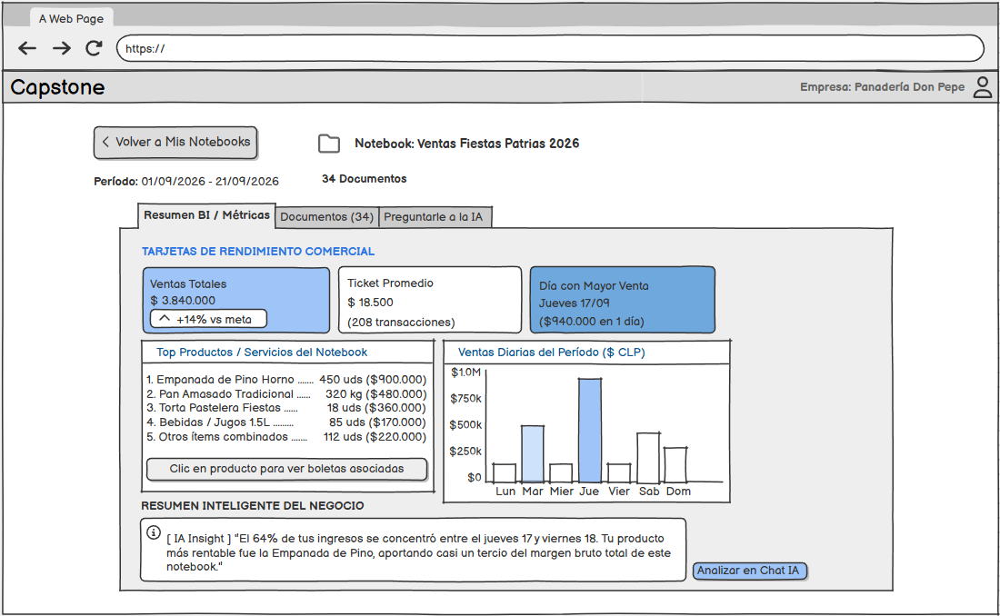 A Web Page
https://
Capstone
Empresa: Panadería Don Pepe
Volver a Mis Notebooks
Notebook: Ventas Fiestas Patrias 2026
Período: 01/09/2026 - 21/09/2026
34 Documentos
Resumen BI / Métricas
Documentos (34)
Preguntarle a la IA
TARJETAS DE RENDIMIENTO COMERCIAL
Ventas Totales
$ 3.840.000
+14% vs meta
Ticket Promedio
$ 18.500
(208 transacciones)
Día con Mayor Venta
Jueves 17/09
($940.000 en 1 día)
Top Productos / Servicios del Notebook
1. Empanada de Pino Horno ....... 450 uds ($900.000)
2. Pan Amasado Tradicional ...... 320 kg ($480.000)
3. Torta Pastelera Fiestas ...... 18 uds ($360.000)
4. Bebidas / Jugos 1.5L ......... 85 uds ($170.000)
5. Otros ítems combinados ....... 112 uds ($220.000)
Clic en producto para ver boletas asociadas
Ventas Diarias del Período ($ CLP)
$1.0M
$750k
$500k
$250k
$0
Lun Mar Mier Jue Vier Sab Dom
RESUMEN INTELIGENTE DEL NEGOCIO
[ IA Insight ] "El 64% de tus ingresos se concentró entre el jueves 17 y viernes 18. Tu producto
más rentable fue la Empanada de Pino, aportando casi un tercio del margen bruto total de este
notebook."
Analizar en Chat IA